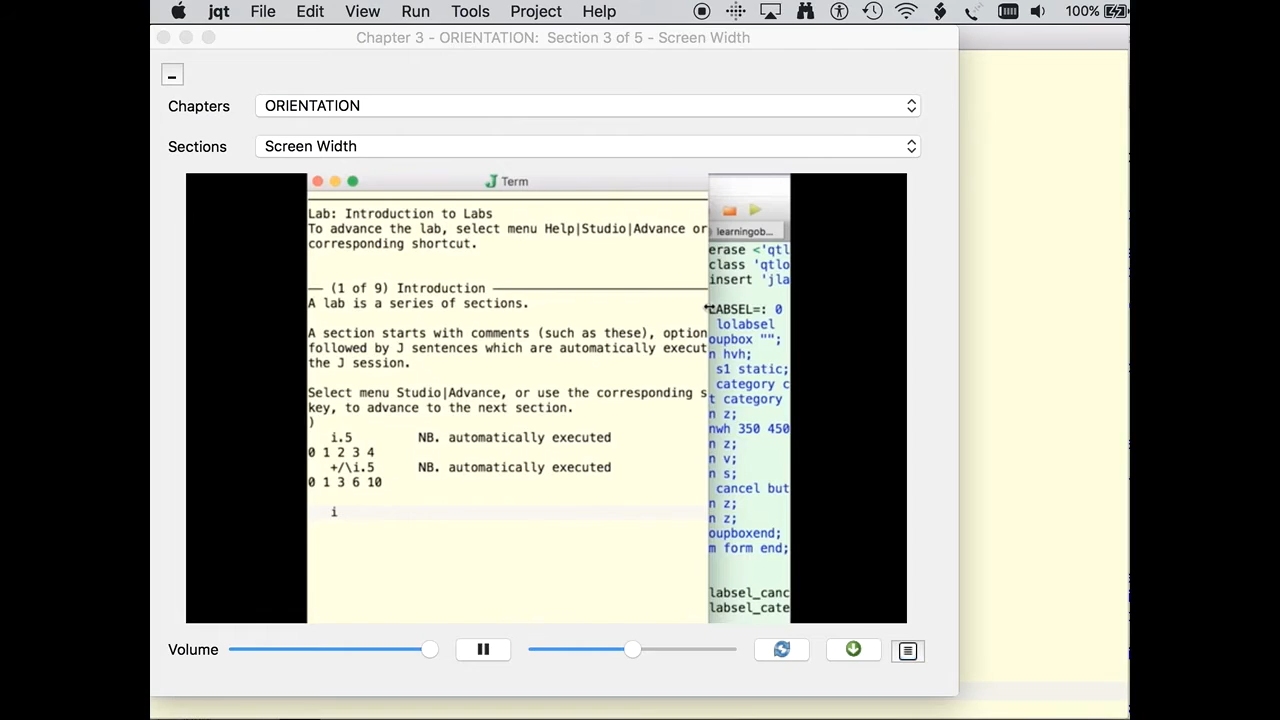 jqt File Edit View Run Tools Project Help 100%
Chapter 3 - ORIENTATION: Section 3 of 5 - Screen Width
Chapters ORIENTATION
Sections Screen Width
Term
Lab: Introduction to Labs
To advance the lab, select menu Help|Studio|Advance or
corresponding shortcut.
(1 of 9) Introduction
A lab is a series of sections.
A section starts with comments (such as these), option
followed by J sentences which are automatically execut
the J session.
Select menu Studio|Advance, or use the corresponding s
key, to advance to the next section.
)
i.5 NB. automatically executed
0 1 2 3 4
+/\i.5 NB. automatically executed
0 1 3 6 10
i
learningob...
erase <'qtl
class 'qtlo
insert 'jla
LABSEL=: 0
lolabsel
oupbox "";
n hvh;
s1 static;
category c
t category
n z;
nwh 350 450
n z;
n v;
n s;
cancel but
n z;
n z;
oupboxend;
m form end;
labsel_canc
labsel_cate
Volume